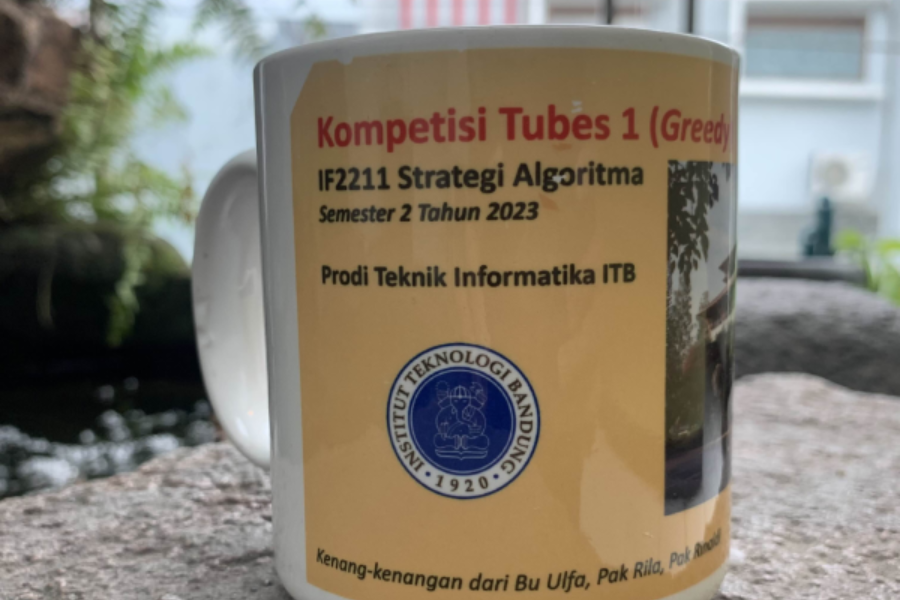 Kompetisi Tubes 1 (Greedy
IF2211 Strategi Algoritma
Semester 2 Tahun 2023
Prodi Teknik Informatika ITB
INSTITUT TEKNOLOGI BANDUNG
• 1920 •
Kenang-kenangan dari Bu Ulfa, Pak Rila, Pak Rinaldi